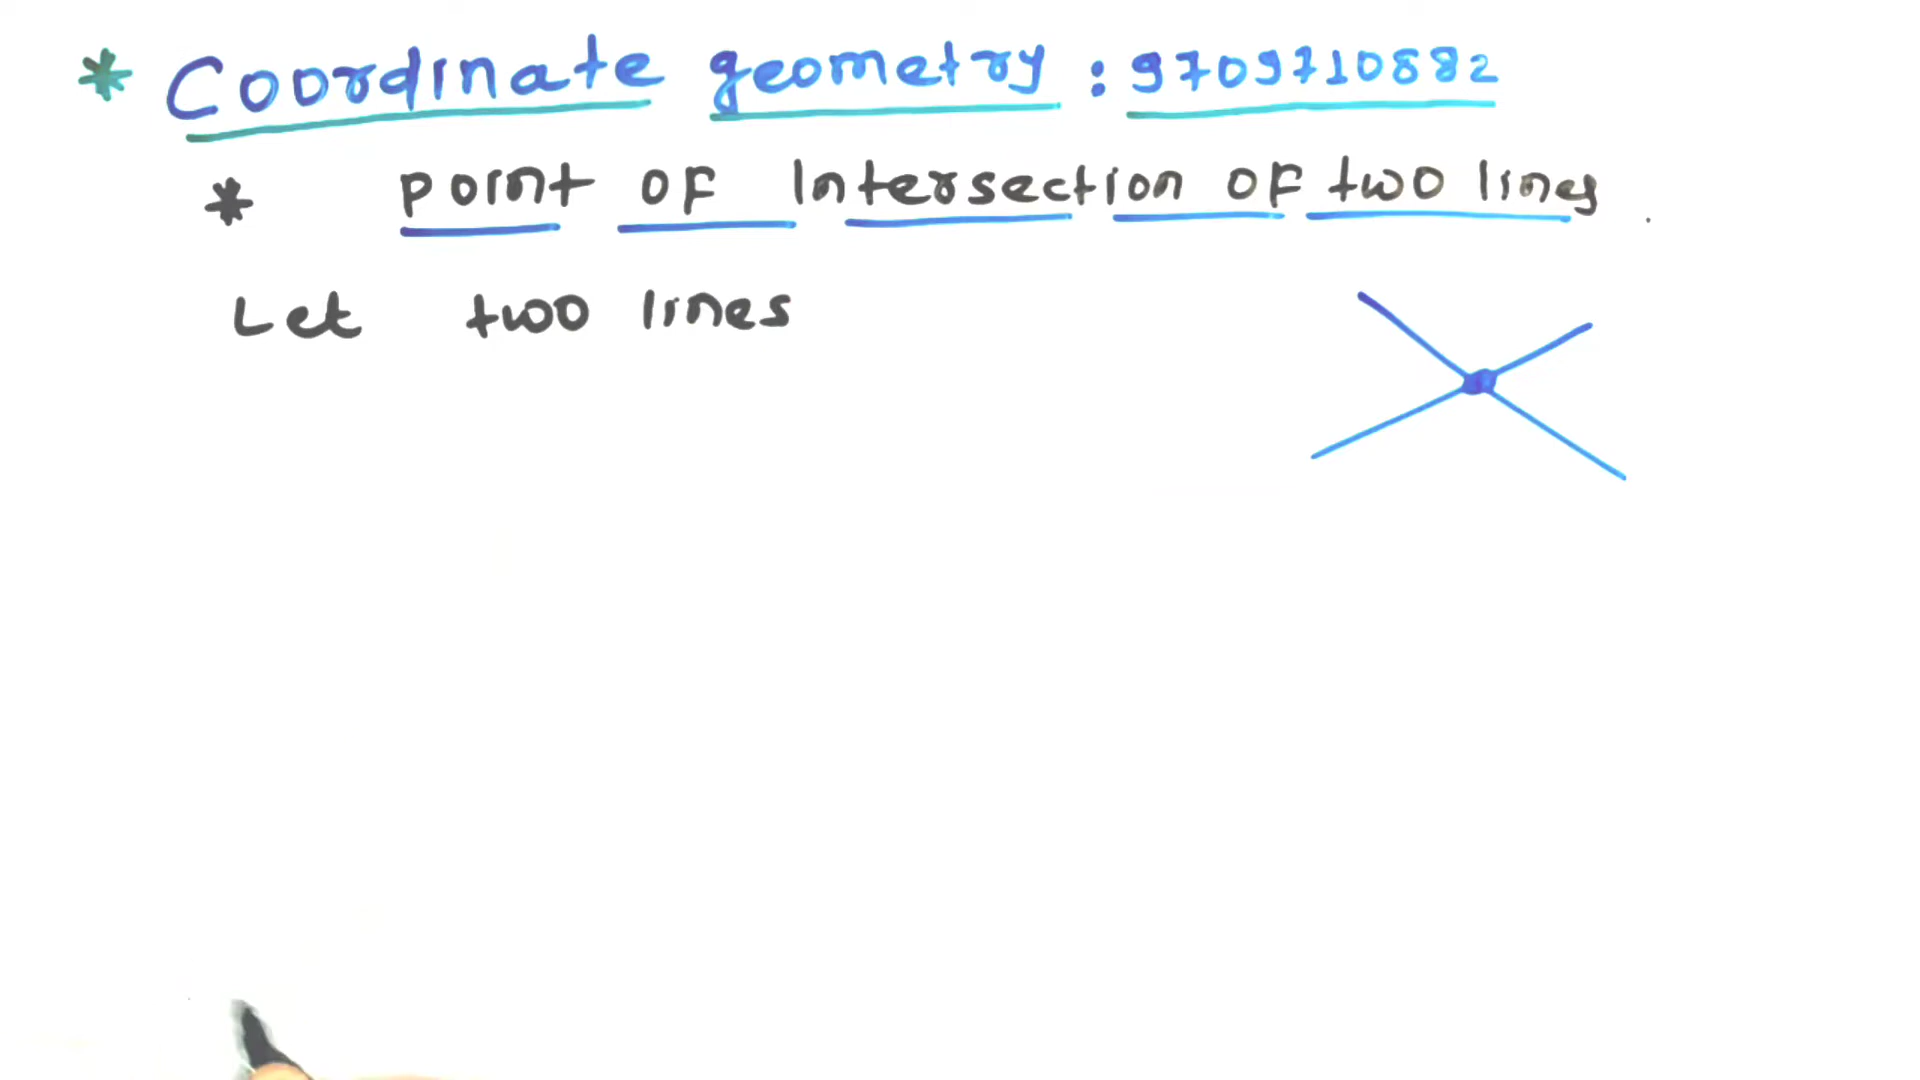 * Coordinate geometry : 9709710882
* point of Intersection of two lines .
Let two lines